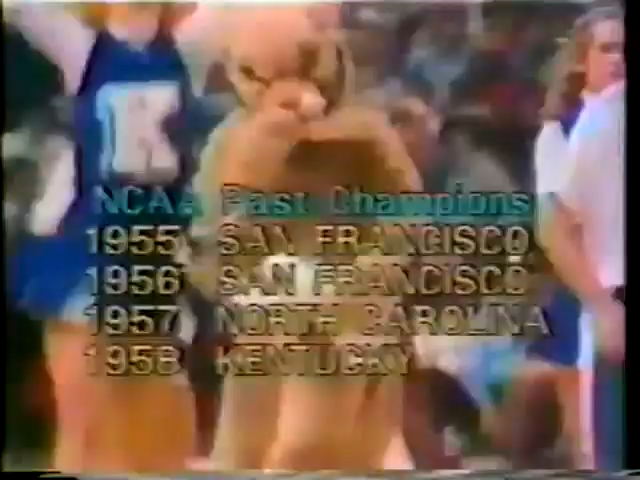 K
NCAA Past Champions
1955 SAN FRANCISCO
1956 SAN FRANCISCO
1957 NORTH CAROLINA
1958 KENTUCKY